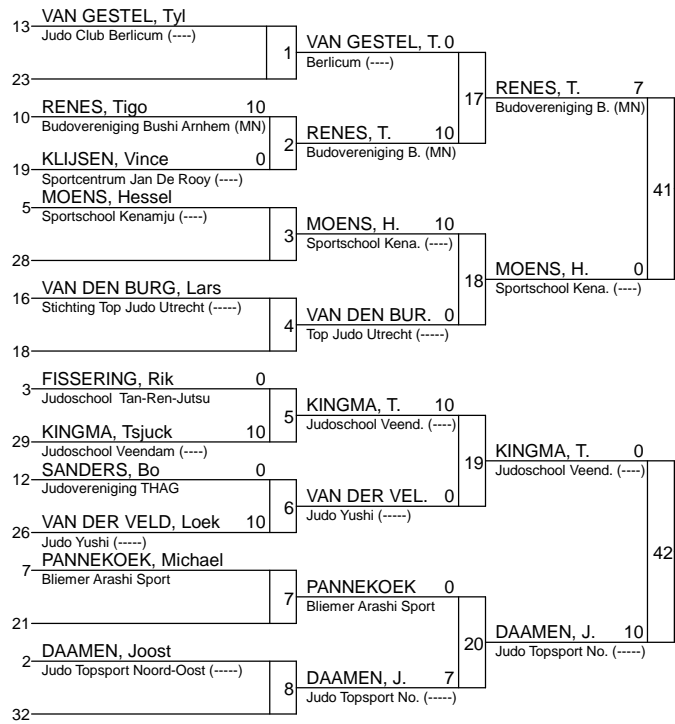 13 VAN GESTEL, Tyl
Judo Club Berlicum (----)
1
23
10 RENES, Tigo 10
Budovereniging Bushi Arnhem (MN)
2
19 KLIJSEN, Vince 0
Sportcentrum Jan De Rooy (----)
5 MOENS, Hessel
Sportschool Kenamju (----)
3
28
16 VAN DEN BURG, Lars
Stichting Top Judo Utrecht (-----)
4
18
3 FISSERING, Rik 0
Judoschool Tan-Ren-Jutsu
5
29 KINGMA, Tsjuck 10
Judoschool Veendam (----)
12 SANDERS, Bo 0
Judovereniging THAG
6
26 VAN DER VELD, Loek 10
Judo Yushi (-----)
7 PANNEKOEK, Michael
Bliemer Arashi Sport
7
21
2 DAAMEN, Joost
Judo Topsport Noord-Oost (-----)
8
32
VAN GESTEL, T. 0
Berlicum (----)
17
RENES, T. 10
Budovereniging B. (MN)
MOENS, H. 10
Sportschool Kena. (----)
18
VAN DEN BUR. 0
Top Judo Utrecht (-----)
KINGMA, T. 10
Judoschool Veend. (----)
19
VAN DER VEL. 0
Judo Yushi (-----)
PANNEKOEK 0
Bliemer Arashi Sport
20
DAAMEN, J. 7
Judo Topsport No. (-----)
RENES, T. 7
Budovereniging B. (MN)
41
MOENS, H. 0
Sportschool Kena. (----)
KINGMA, T. 0
Judoschool Veend. (----)
42
DAAMEN, J. 10
Judo Topsport No. (-----)